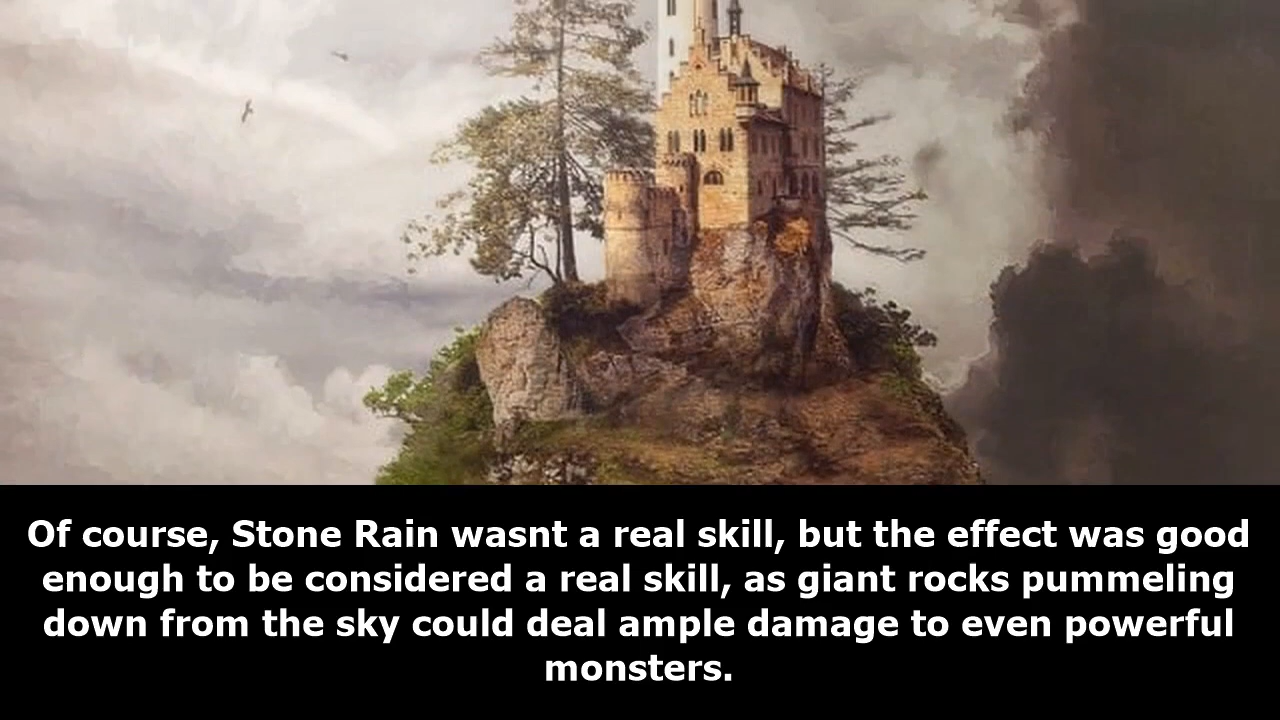 Of course, Stone Rain wasnt a real skill, but the effect was good
enough to be considered a real skill, as giant rocks pummeling
down from the sky could deal ample damage to even powerful
monsters.